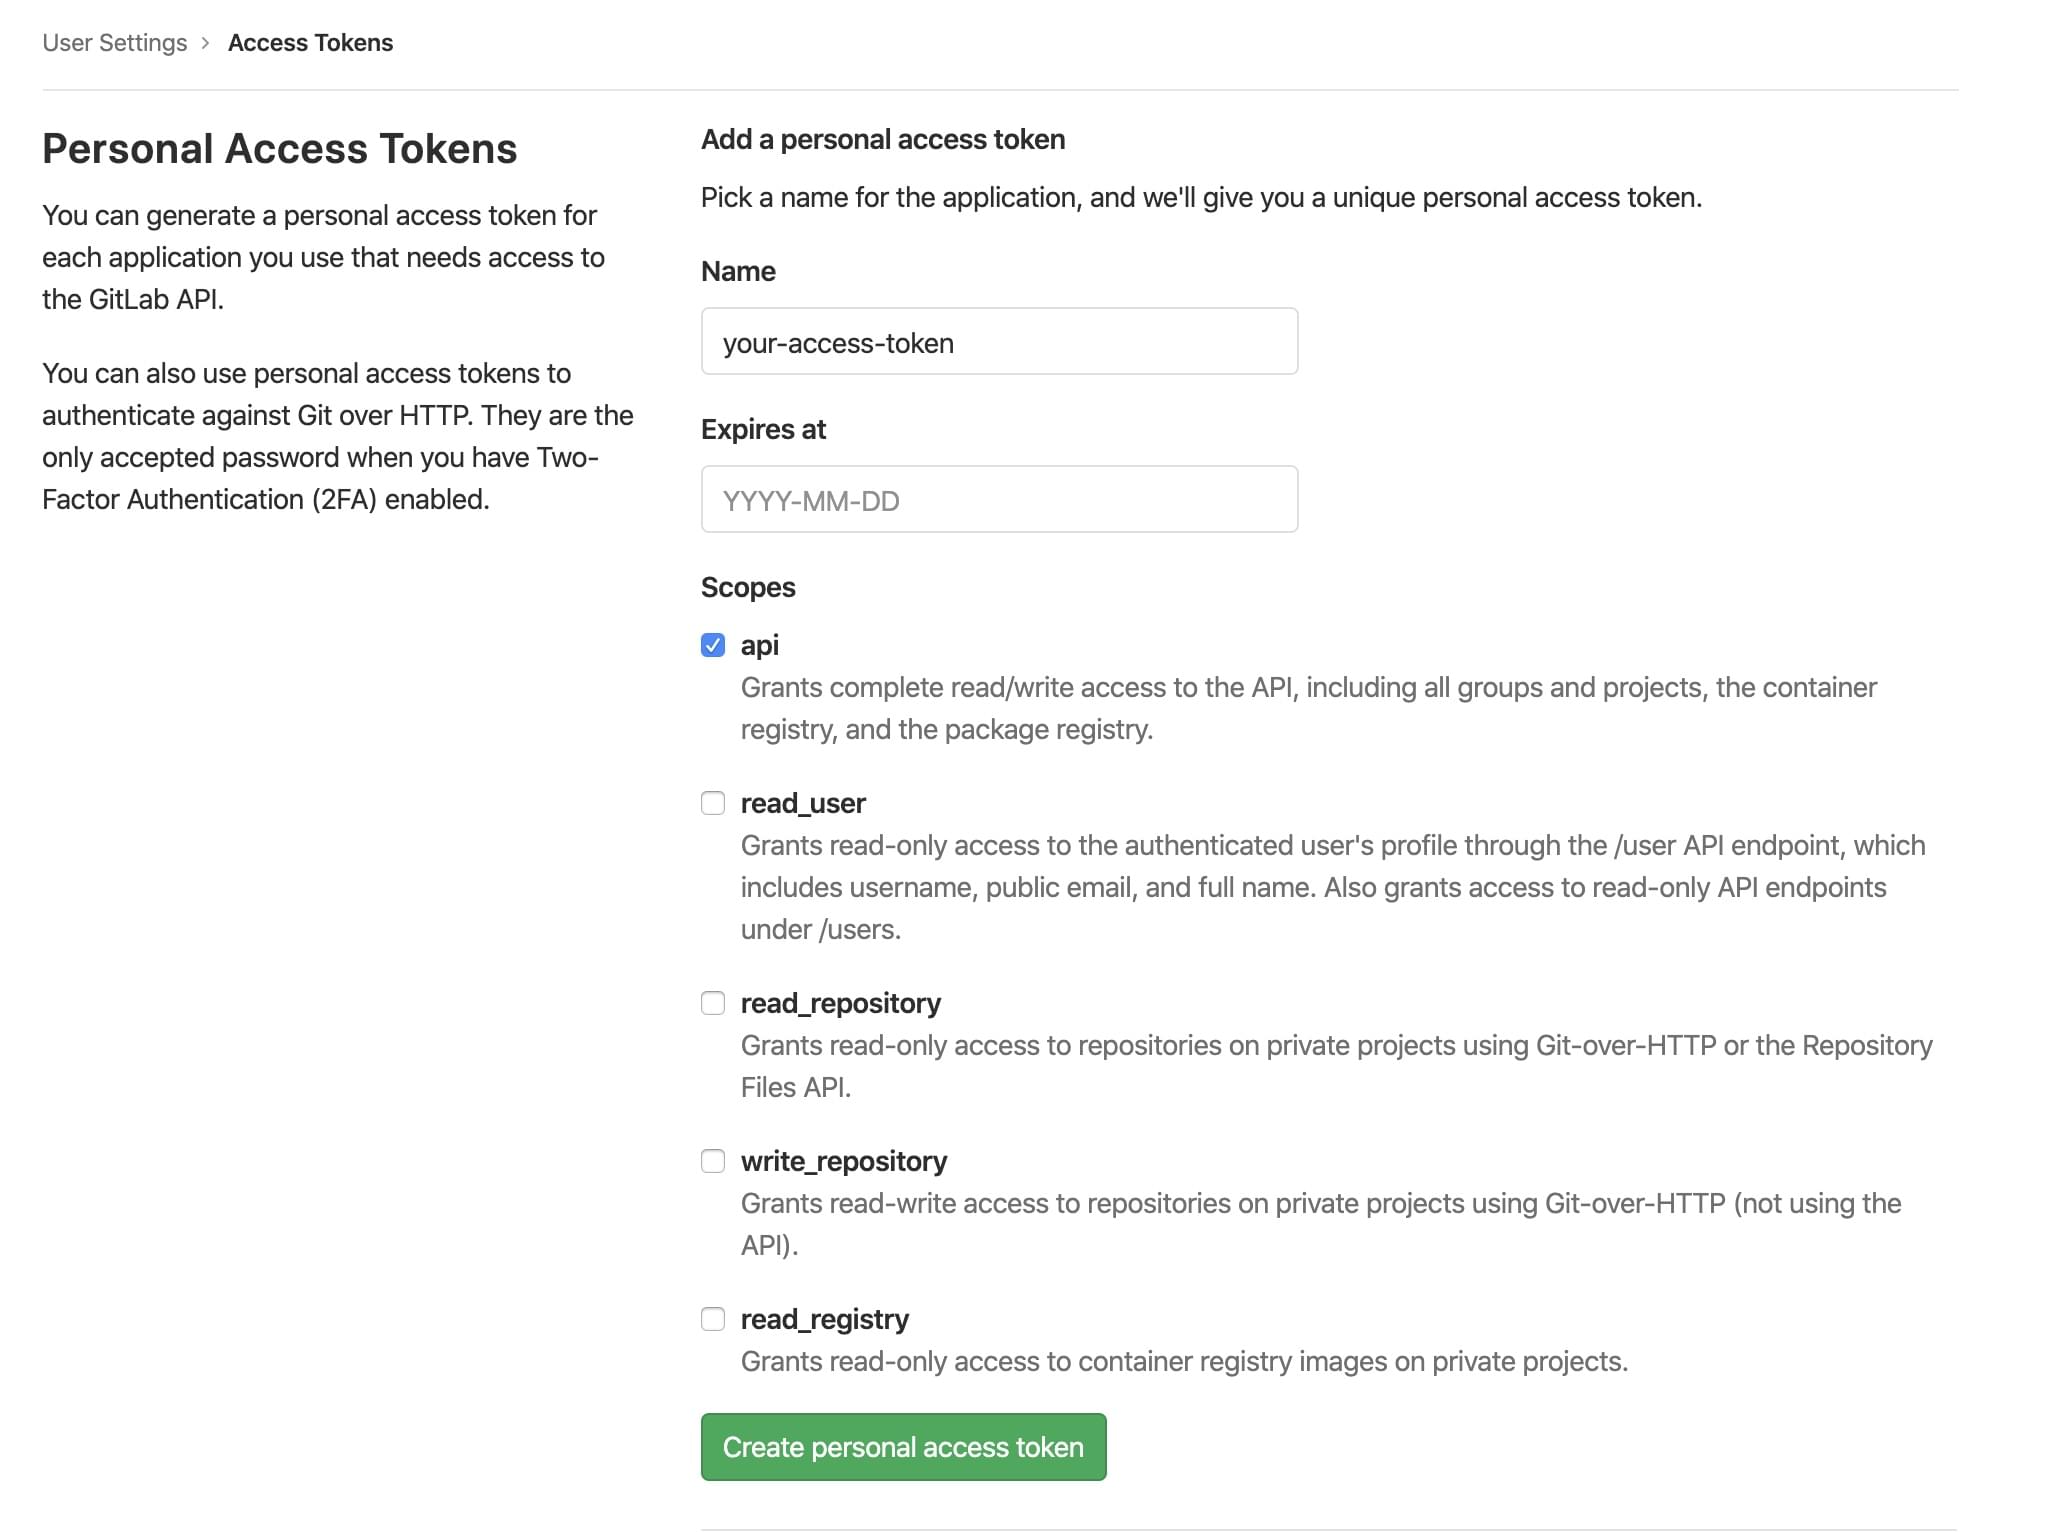 User Settings > Access Tokens
Personal Access Tokens
You can generate a personal access token for
each application you use that needs access to
the GitLab API.
You can also use personal access tokens to
authenticate against Git over HTTP. They are the
only accepted password when you have Two-
Factor Authentication (2FA) enabled.
Add a personal access token
Pick a name for the application, and we'll give you a unique personal access token.
Name
your-access-token
Expires at
YYYY-MM-DD
Scopes
api
Grants complete read/write access to the API, including all groups and projects, the container
registry, and the package registry.
read_user
Grants read-only access to the authenticated user's profile through the /user API endpoint, which
includes username, public email, and full name. Also grants access to read-only API endpoints
under /users.
read_repository
Grants read-only access to repositories on private projects using Git-over-HTTP or the Repository
Files API.
write_repository
Grants read-write access to repositories on private projects using Git-over-HTTP (not using the
API).
read_registry
Grants read-only access to container registry images on private projects.
Create personal access token